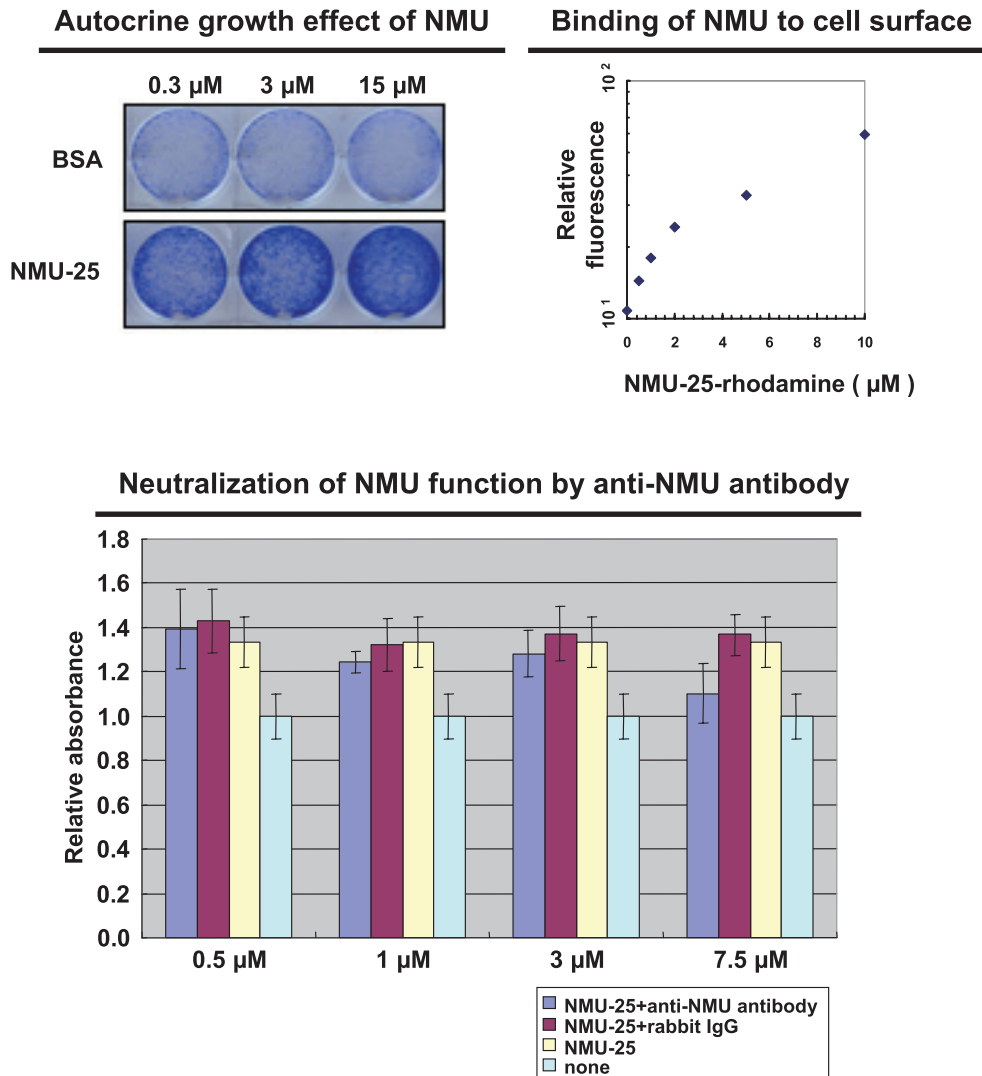 Autocrine growth effect of NMU
0.3 µM 3 µM 15 µM
BSA
NMU-25
Binding of NMU to cell surface
Relative
fluorescence
10²
10¹
0 2 4 6 8 10
NMU-25-rhodamine ( µM )
Neutralization of NMU function by anti-NMU antibody
Relative absorbance
1.8
1.6
1.4
1.2
1.0
0.8
0.6
0.4
0.2
0.0
0.5 µM 1 µM 3 µM 7.5 µM
NMU-25+anti-NMU antibody
NMU-25+rabbit IgG
NMU-25
none